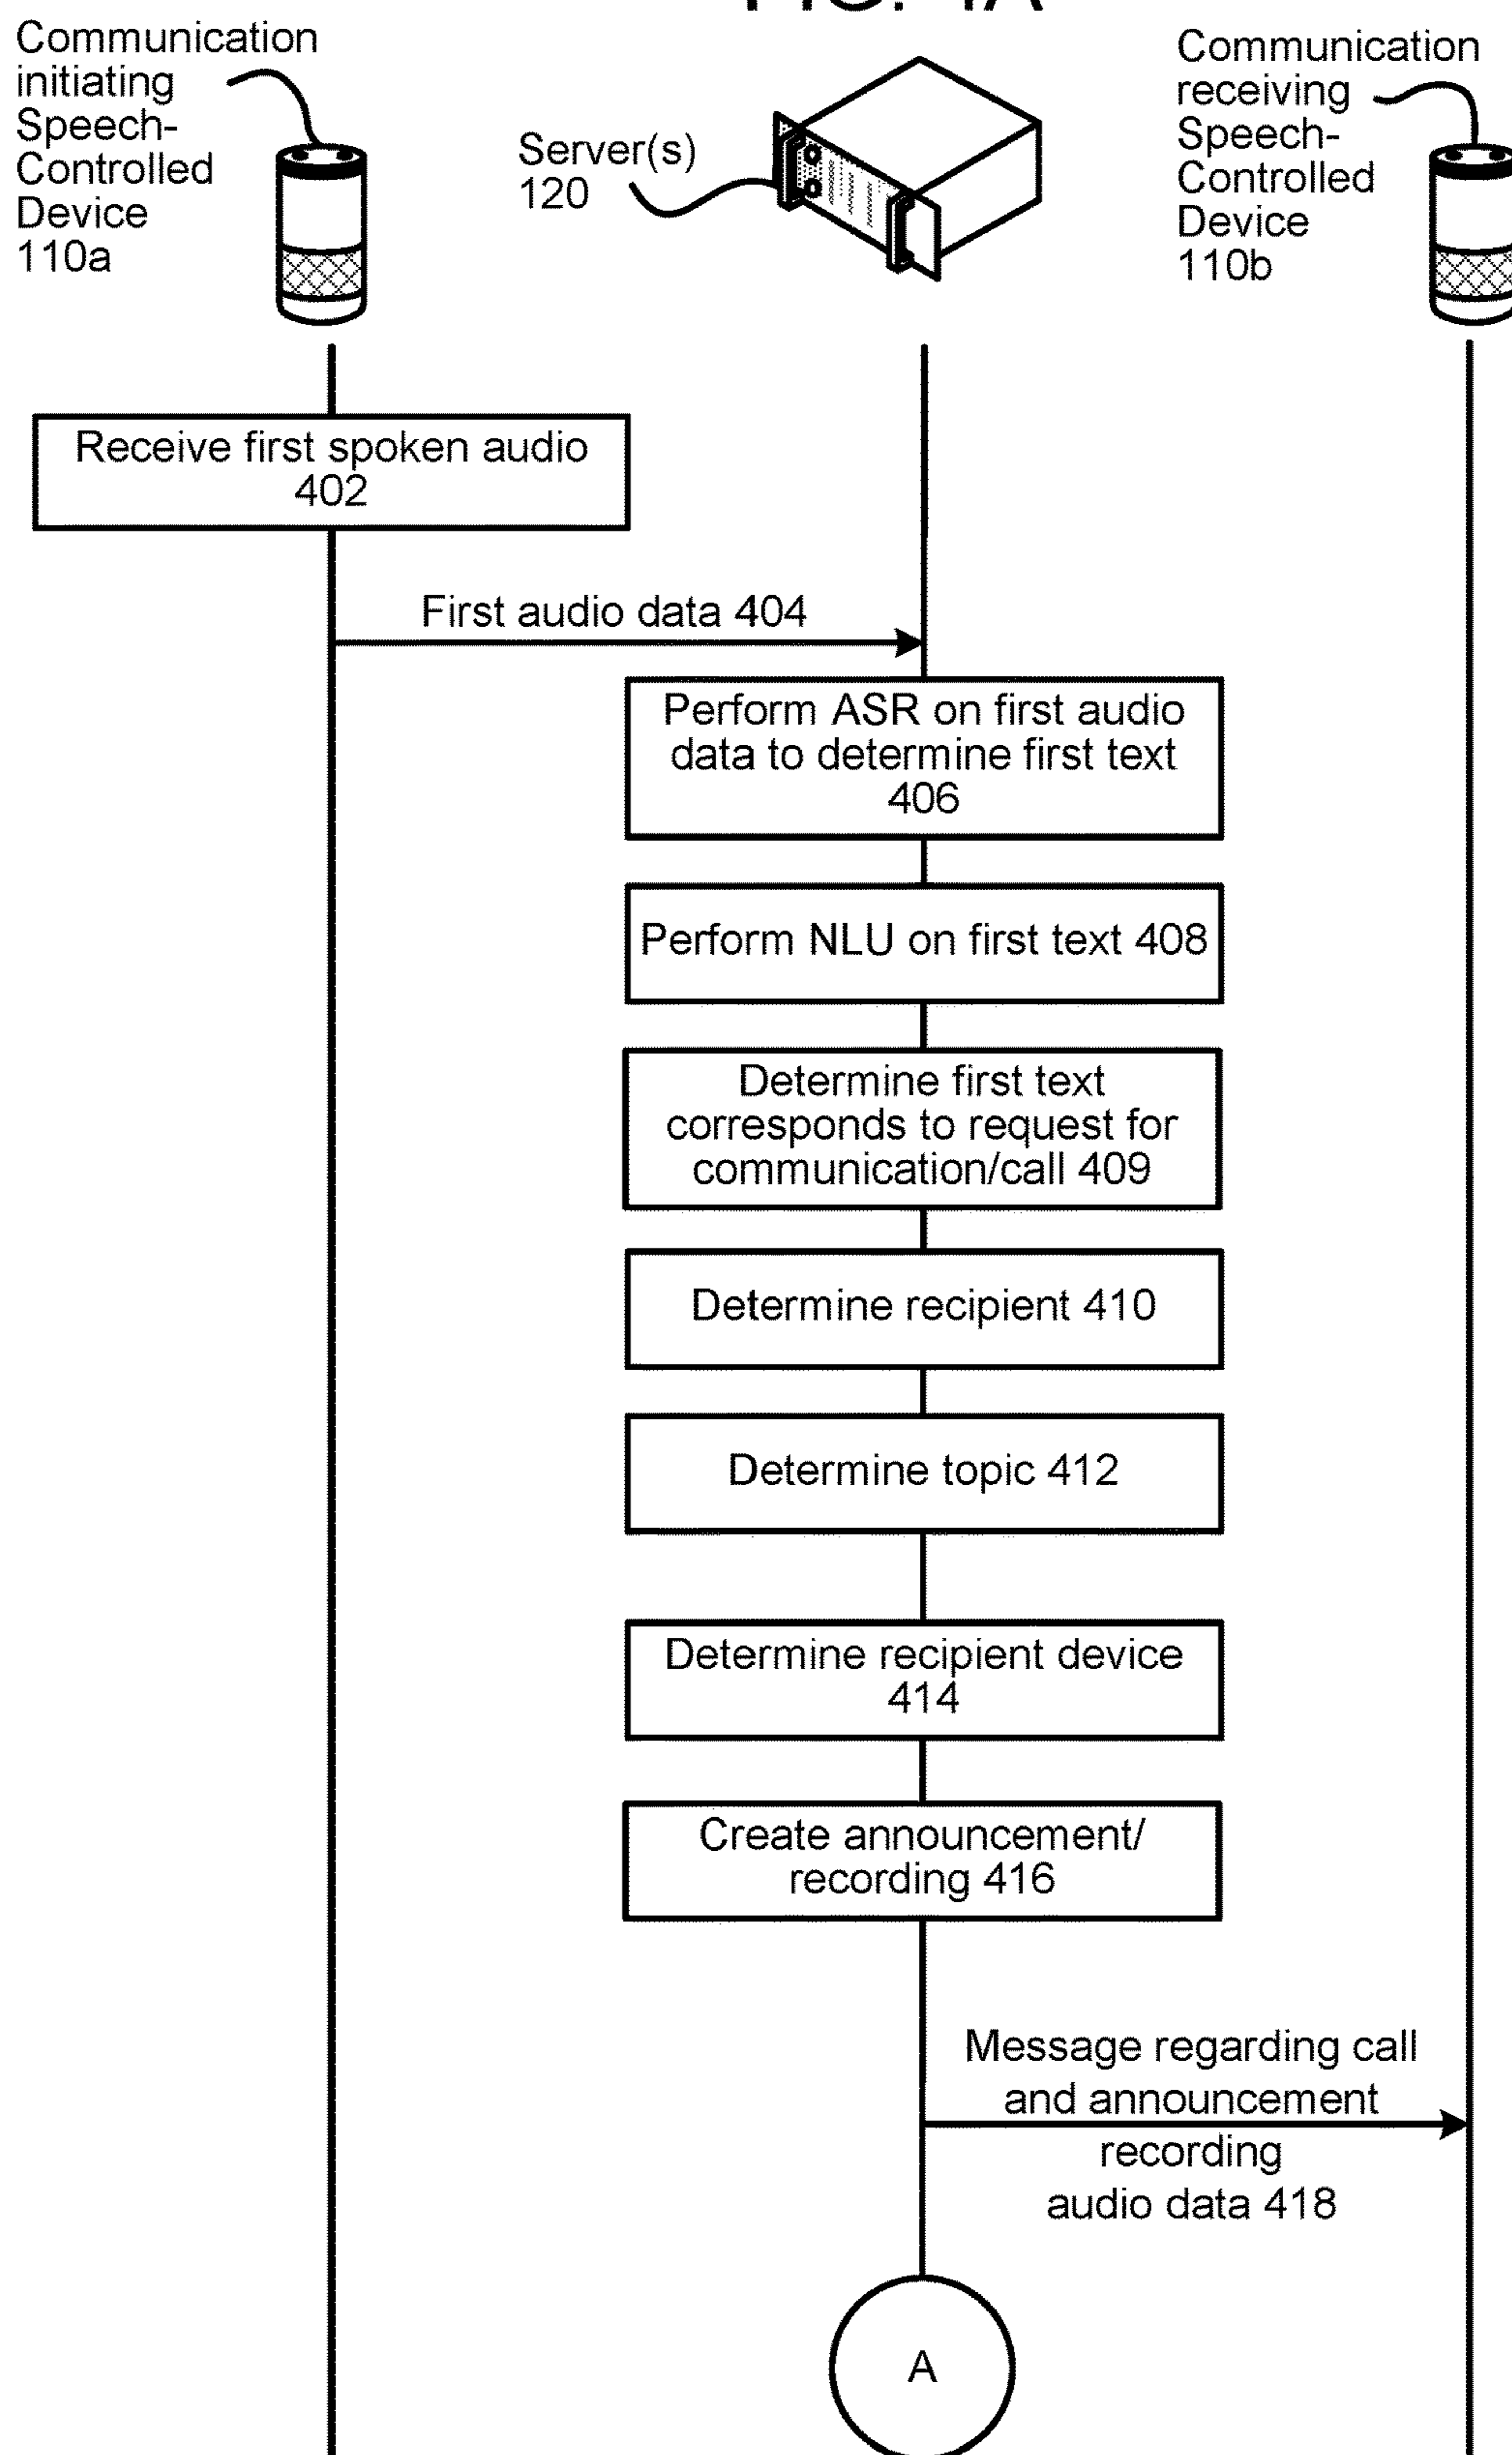 FIG. 4A
Communication
initiating
Speech-
Controlled
Device
110a
Server(s)
120
Communication
receiving
Speech-
Controlled
Device
110b
Receive first spoken audio
402
First audio data 404
Perform ASR on first audio
data to determine first text
406
Perform NLU on first text 408
Determine first text
corresponds to request for
communication/call 409
Determine recipient 410
Determine topic 412
Determine recipient device
414
Create announcement/
recording 416
Message regarding call
and announcement
recording
audio data 418
A